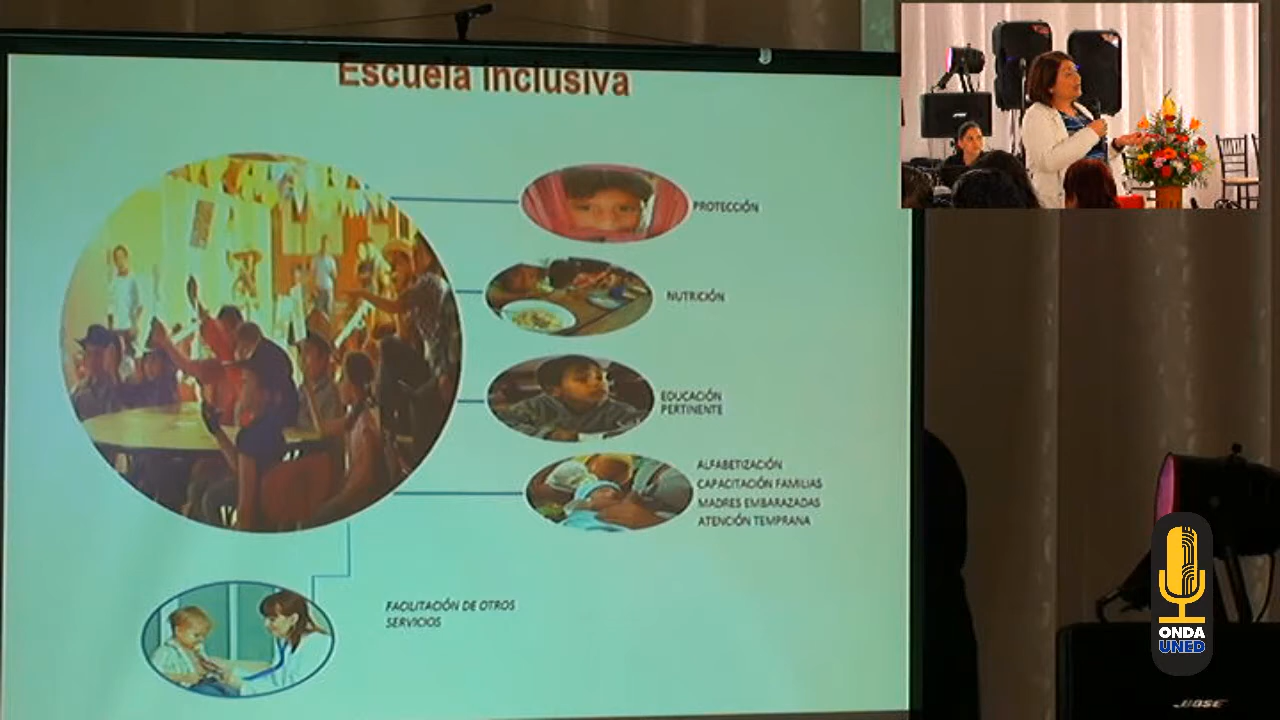 Escuela Inclusiva
PROTECCIÓN
NUTRICIÓN
EDUCACIÓN
PERTINENTE
ALFABETIZACIÓN
CAPACITACIÓN FAMILIAS
MADRES EMBARAZADAS
ATENCIÓN TEMPRANA
FACILITACIÓN DE OTROS
SERVICIOS
ONDA
UNED
BOSE